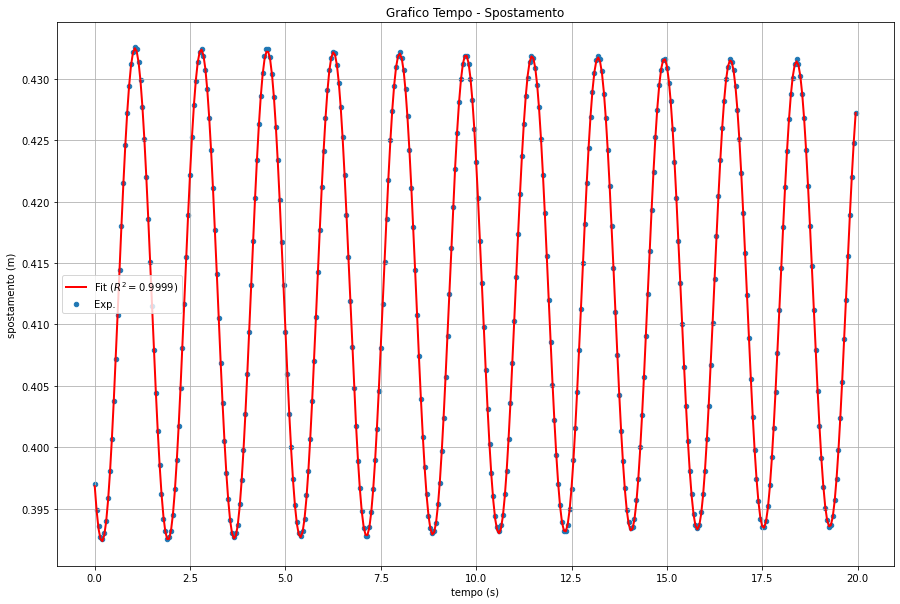 Grafico Tempo - Spostamento
spostamento (m)
0.430
0.425
0.420
0.415
0.410
0.405
0.400
0.395
Fit (R² = 0.9999)
Exp.
0.0 2.5 5.0 7.5 10.0 12.5 15.0 17.5 20.0
tempo (s)